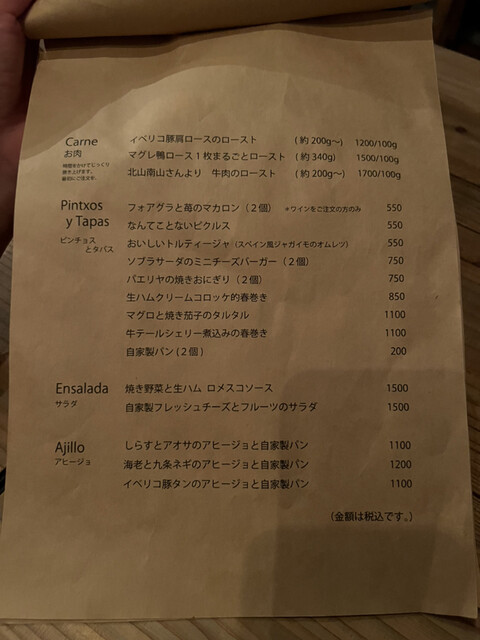 Carne
お肉
時間をかけてじっくり
焼き上げます。
最初にご注文を.
イベリコ豚肩ロースのロースト (約200g〜) 1200/100g
マグレ鴨ロース1枚まるごとロースト (約340g) 1500/100g
北山南山さんより 牛肉のロースト (約200g〜) 1700/100g
Pintxos
y Tapas
ピンチョス
とタパス
フォアグラと苺のマカロン（2個） *ワインをご注文の方のみ 550
なんてことないピクルス 550
おいしいトルティージャ（スペイン風ジャガイモのオムレツ） 550
ソブラサーダのミニチーズバーガー（2個） 750
パエリヤの焼きおにぎり（2個） 750
生ハムクリームコロッケ的春巻き 850
マグロと焼き茄子のタルタル 1100
牛テールシェリー煮込みの春巻き 1100
自家製パン(2個) 200
Ensalada
サラダ
焼き野菜と生ハム ロメスコソース 1500
自家製フレッシュチーズとフルーツのサラダ 1500
Ajillo
アヒージョ
しらすとアオサのアヒージョと自家製パン 1100
海老と九条ネギのアヒージョと自家製パン 1200
イベリコ豚タンのアヒージョと自家製パン 1100
（金額は税込です。）